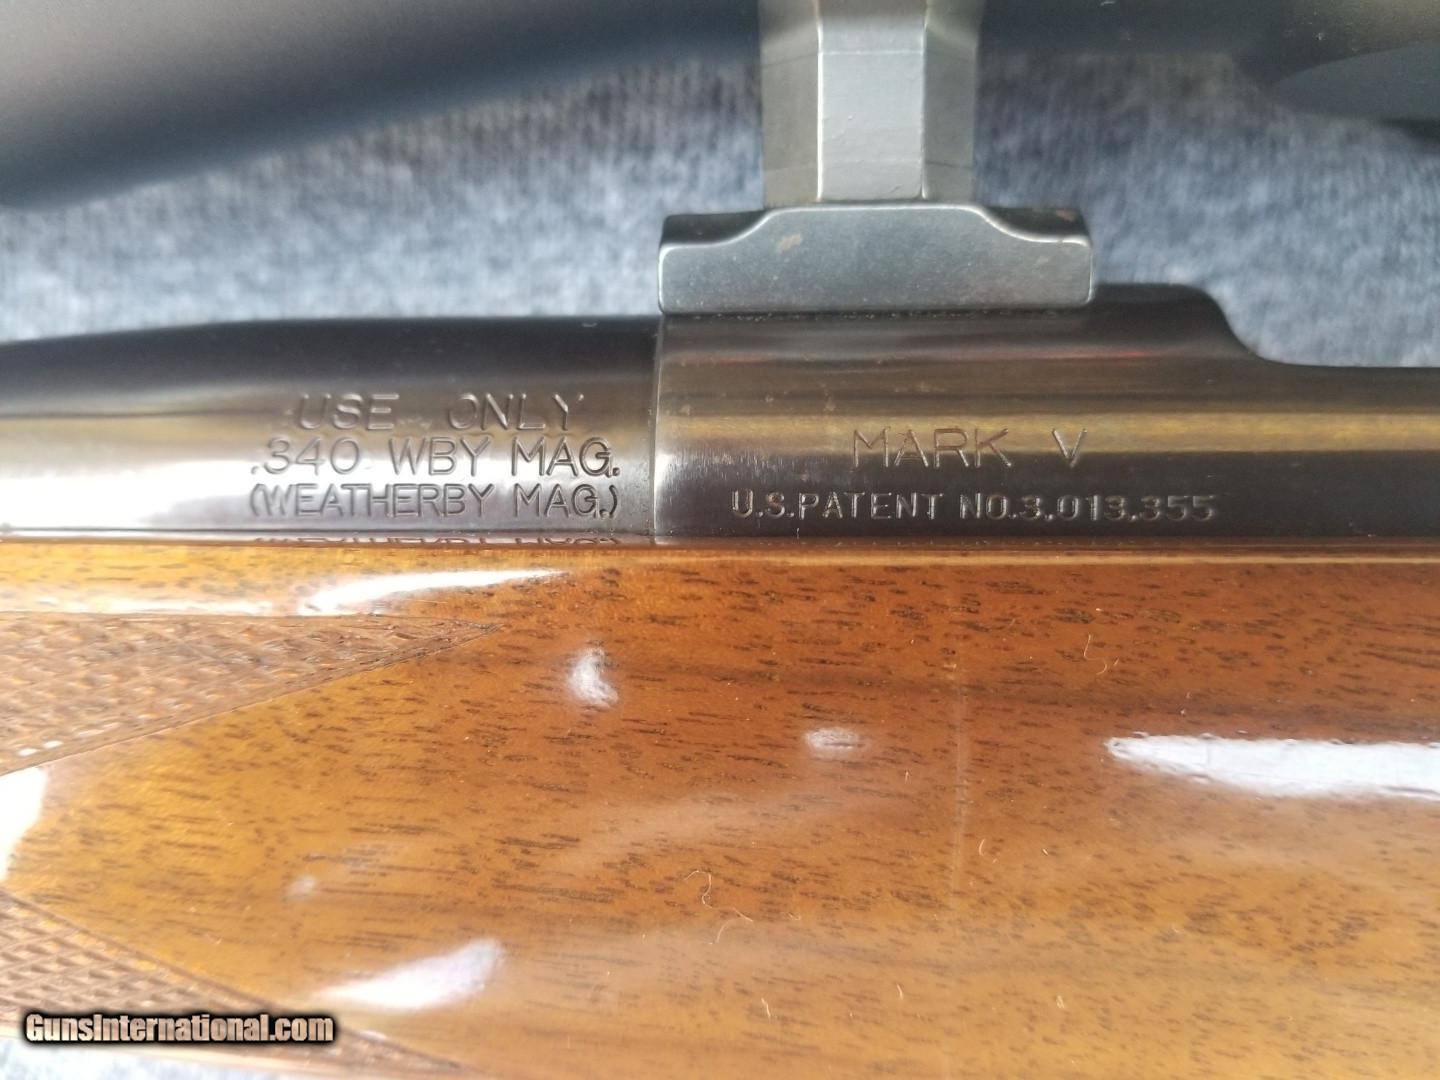 USE ONLY
.340 WBY MAG.
(WEATHERBY MAG.)
MARK V
U.S.PATENT NO.3.013.355
GunsInternational.com